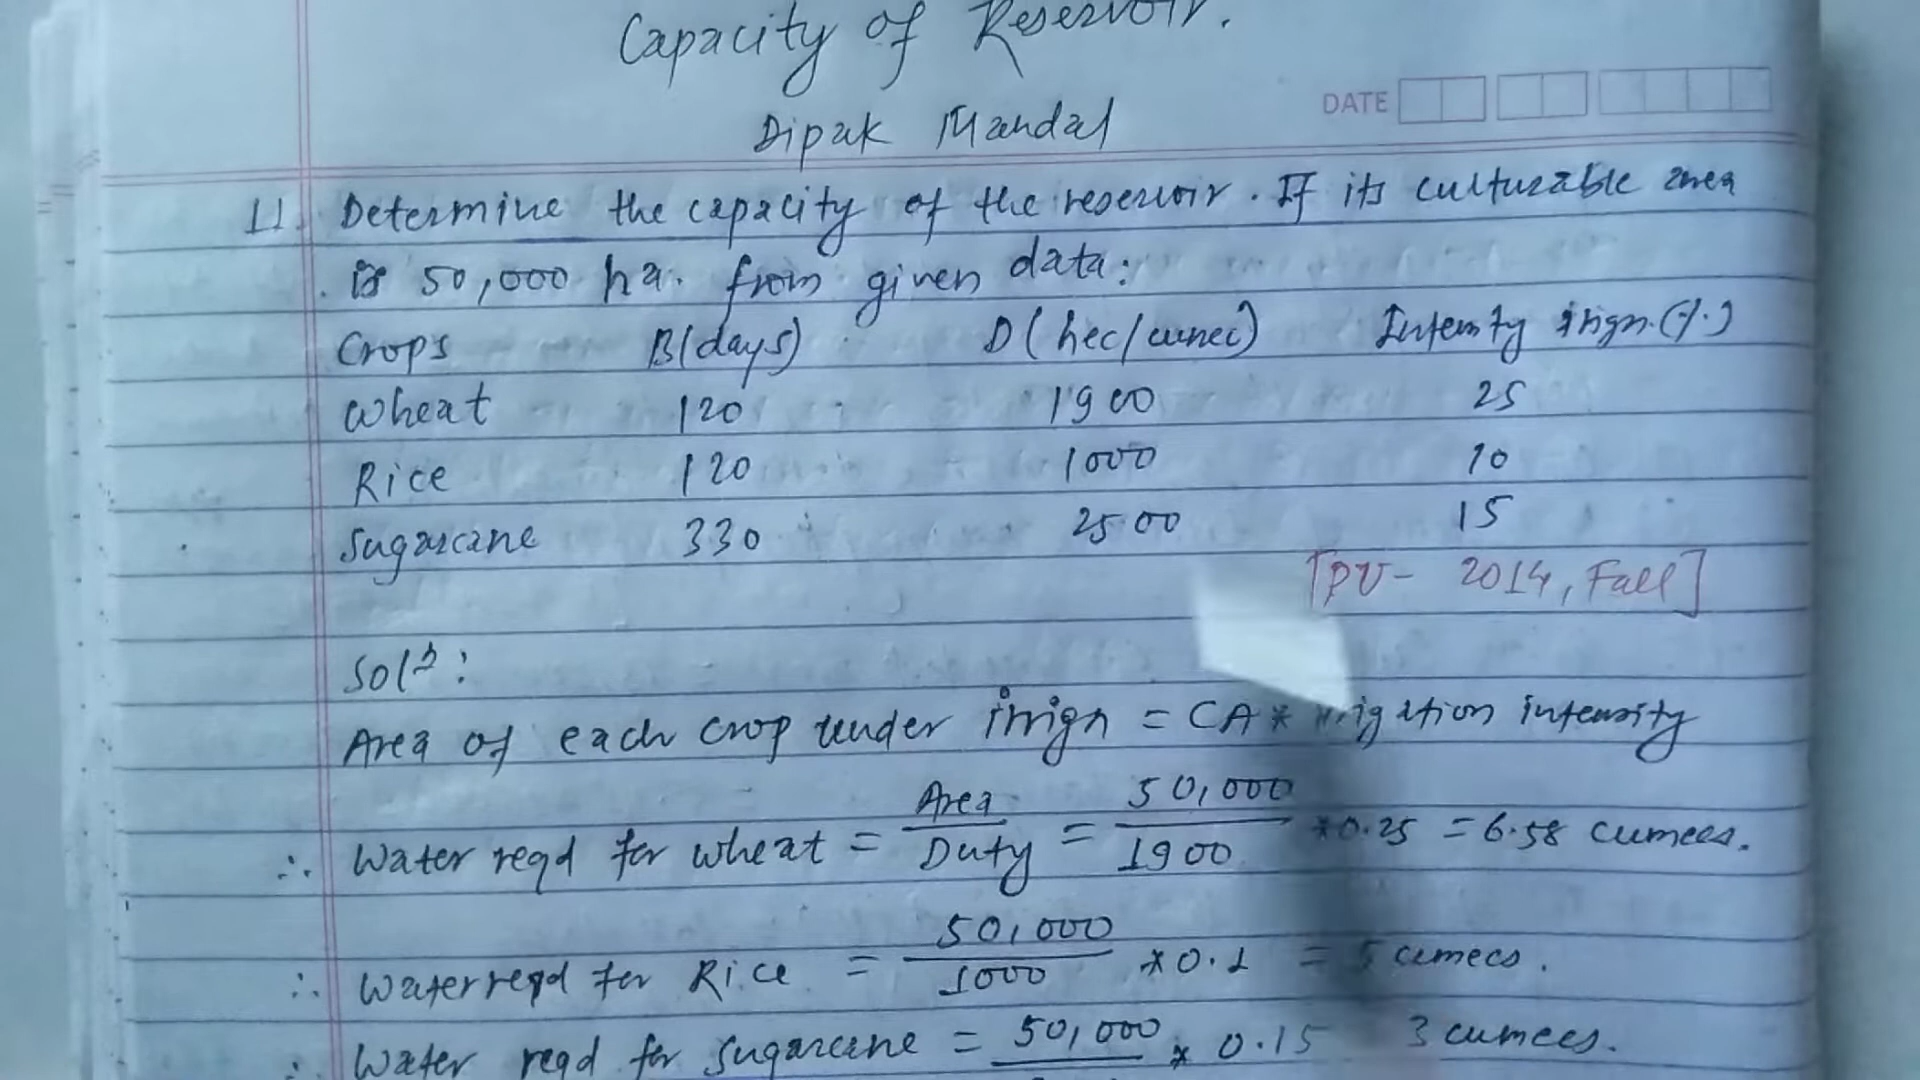 Capacity of Reservoir.
DATE
Dipak Mandal
11. Determine the capacity of the reservoir. If its culturable area
is 50,000 ha. from given data:
Crops B(days) D(hec/cumec) Intensity irign.(%)
Wheat 120 1900 25
Rice 120 1000 10
Sugarcane 330 2500 15
[PU- 2014, Fall]
Soln:
Area of each crop under irrign = CA * irrigation intensity
∴ Water reqd for wheat = Area/Duty = 50,000/1900 *0.25 = 6.58 cumecs.
∴ Water reqd for Rice = 50,000/1000 *0.1 = 5 cumecs.
∴ Water reqd for sugarcane = 50,000 * 0.15 3 cumecs.